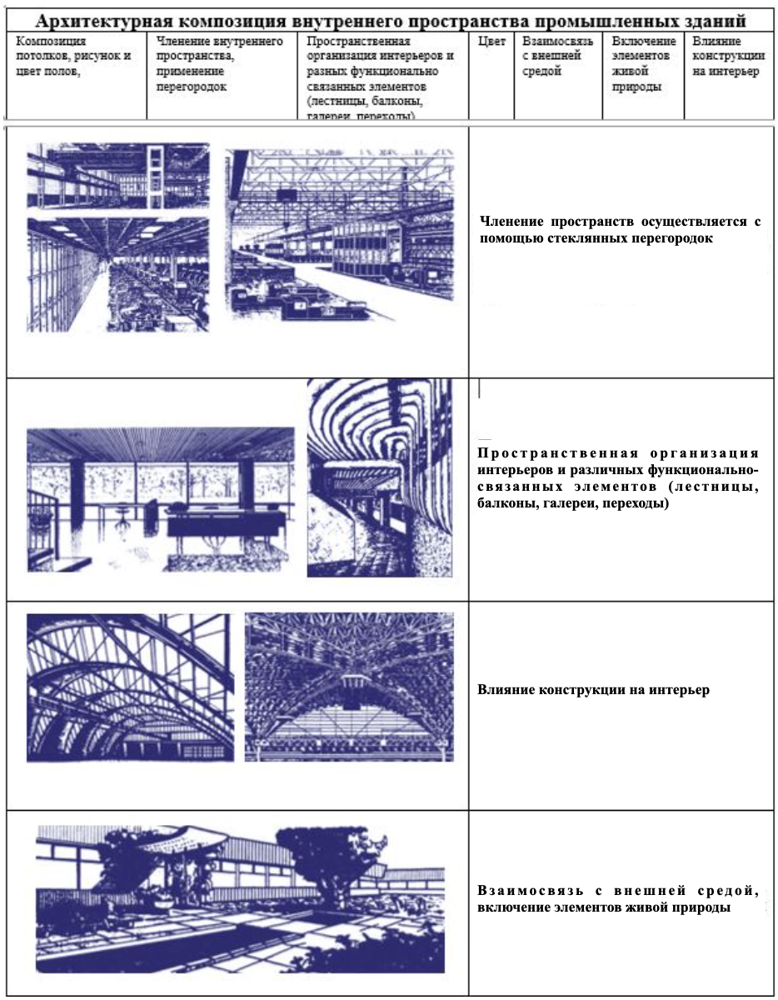 Архитектурная композиция внутреннего пространства промышленных зданий
Композиция
потолков, рисунок и
цвет полов,
Членение внутреннего
пространства,
применение
перегородок
Пространственная
организация интерьеров и
разных функционально
связанных элементов
(лестницы, балконы,
галереи, переходы)
Цвет
Взаимосвязь
с внешней
средой
Включение
элементов
живой
природы
Влияние
конструкции
на интерьер
Членение пространств осуществляется с
помощью стеклянных перегородок
Пространственная организация
интерьеров и различных функционально-
связанных элементов (лестницы,
балконы, галереи, переходы)
Влияние конструкции на интерьер
Взаимосвязь с внешней средой,
включение элементов живой природы